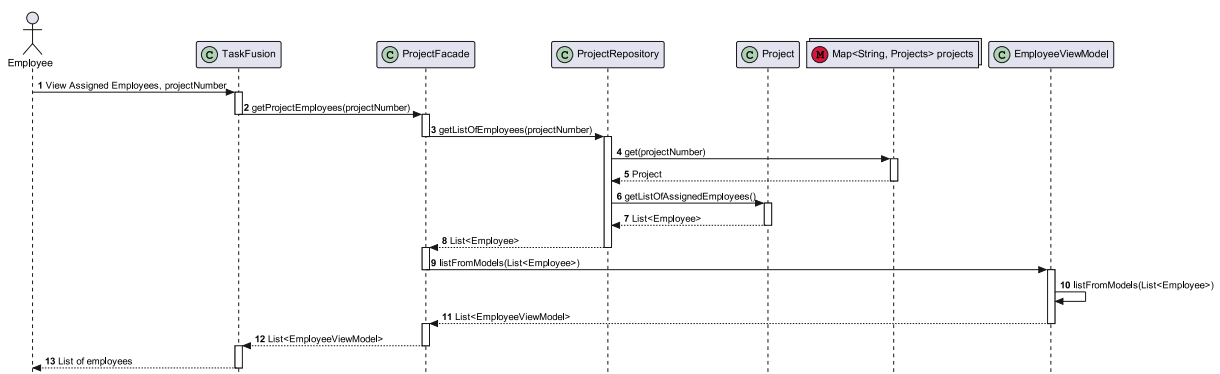 Employee
C TaskFusion
C ProjectFacade
C ProjectRepository
C Project
M Map<String, Projects> projects
C EmployeeViewModel
1 View Assigned Employees, projectNumber
2 getProjectEmployees(projectNumber)
3 getListOfEmployees(projectNumber)
4 get(projectNumber)
5 Project
6 getListOfAssignedEmployees()
7 List<Employee>
8 List<Employee>
9 listFromModels(List<Employee>)
10 listFromModels(List<Employee>)
11 List<EmployeeViewModel>
12 List<EmployeeViewModel>
13 List of employees